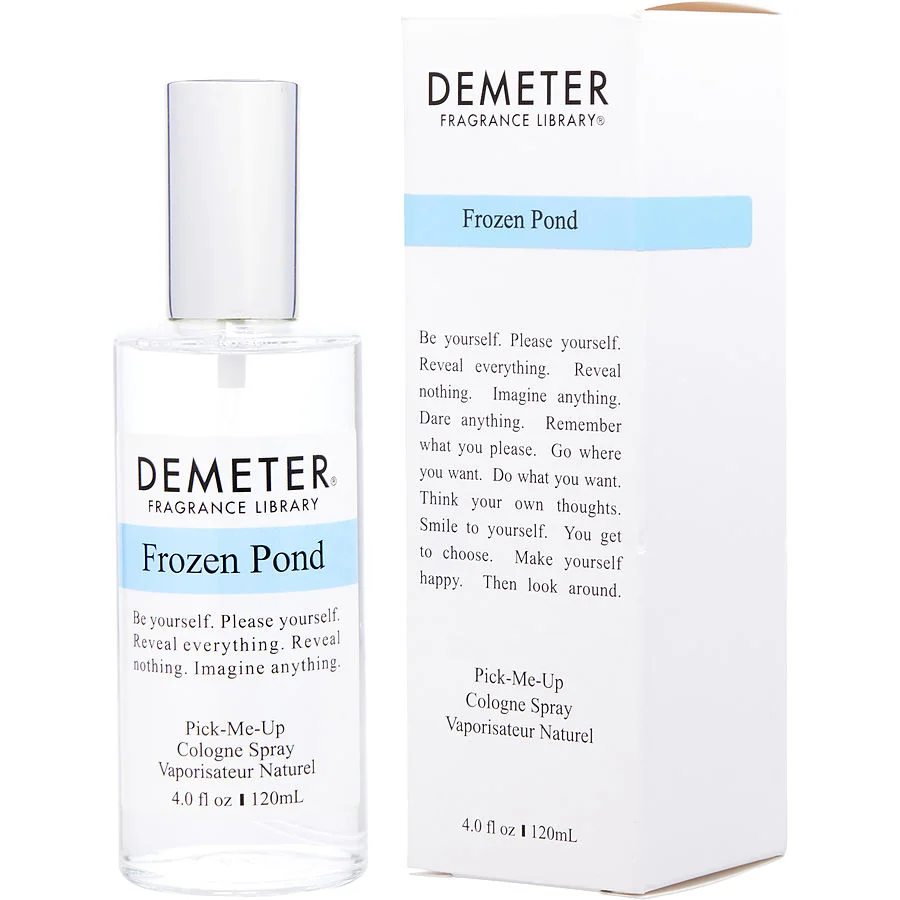 DEMETER®
FRAGRANCE LIBRARY
Frozen Pond
Be yourself. Please yourself.
Reveal everything. Reveal
nothing. Imagine anything.
Pick-Me-Up
Cologne Spray
Vaporisateur Naturel
4.0 fl oz ❙ 120mL
DEMETER
FRAGRANCE LIBRARY®
Frozen Pond
Be yourself. Please yourself.
Reveal everything. Reveal
nothing. Imagine anything.
Dare anything. Remember
what you please. Go where
you want. Do what you want.
Think your own thoughts.
Smile to yourself. You get
to choose. Make yourself
happy. Then look around.
Pick-Me-Up
Cologne Spray
Vaporisateur Naturel
4.0 fl oz ❙ 120mL